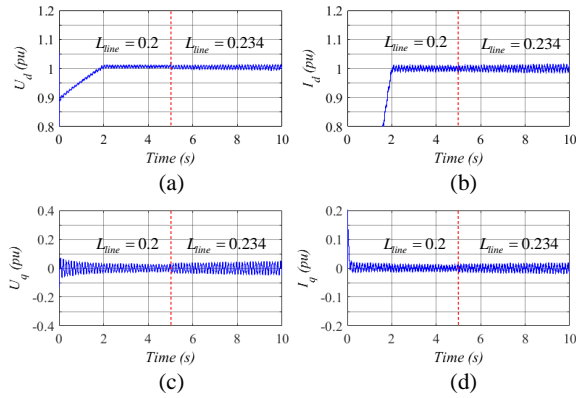 1.2
1.1
1
0.9
0.8
U_d (pu)
L_line = 0.2
L_line = 0.234
0 2 4 6 8 10
Time (s)
(a)
1.2
1.1
1
0.9
0.8
I_d (pu)
L_line = 0.2
L_line = 0.234
0 2 4 6 8 10
Time (s)
(b)
0.4
0.2
0
-0.2
-0.4
U_q (pu)
L_line = 0.2
L_line = 0.234
0 2 4 6 8 10
Time (s)
(c)
0.2
0.1
0
-0.1
-0.2
I_q (pu)
L_line = 0.2
L_line = 0.234
0 2 4 6 8 10
Time (s)
(d)